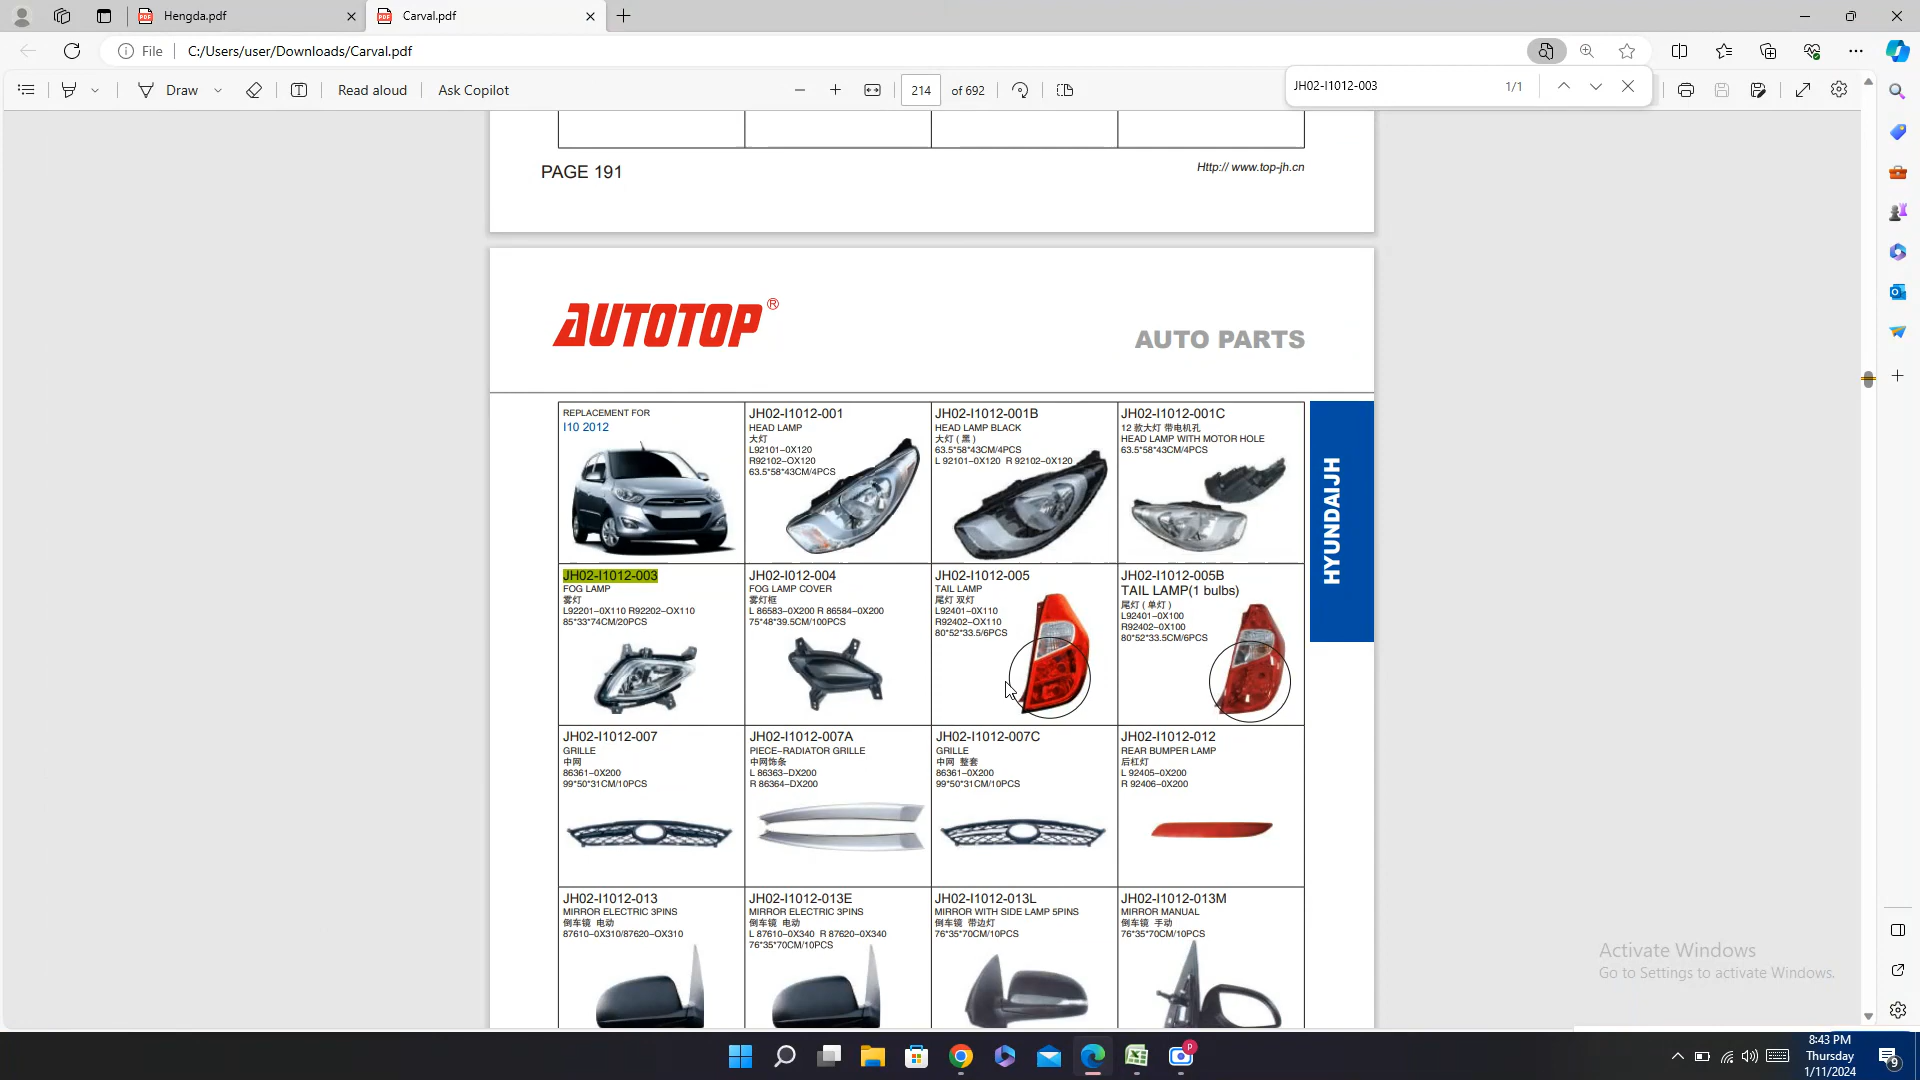 Hengda.pdf
Carval.pdf
File
C:/Users/user/Downloads/Carval.pdf
Draw
Read aloud
Ask Copilot
214
of 692
JH02-I1012-003
1/1
PAGE 191
Http:// www.top-jh.cn
AUTOTOP®
AUTO PARTS
HYUNDAIJH
REPLACEMENT FOR
I10 2012
JH02-I1012-001
HEAD LAMP
大灯
L92101-0X120
R92102-OX120
63.5*58*43CM/4PCS
JH02-I1012-001B
HEAD LAMP BLACK
大灯 ( 黑 )
63.5*58*43CM/4PCS
L 92101-0X120 R 92102-0X120
JH02-I1012-001C
12 款大灯 带电机孔
HEAD LAMP WITH MOTOR HOLE
63.5*58*43CM/4PCS
JH02-I1012-003
FOG LAMP
雾灯
L92201-0X110 R92202-OX110
85*33*74CM/20PCS
JH02-I012-004
FOG LAMP COVER
雾灯框
L 86583-0X200 R 86584-0X200
75*48*39.5CM/100PCS
JH02-I1012-005
TAIL LAMP
尾灯 双灯
L92401-0X110
R92402-OX110
80*52*33.5/6PCS
JH02-I1012-005B
TAIL LAMP(1 bulbs)
尾灯 ( 单灯 )
L92401-0X100
R92402-0X100
80*52*33.5CM/6PCS
JH02-I1012-007
GRILLE
中网
86361-0X200
99*50*31CM/10PCS
JH02-I1012-007A
PIECE-RADIATOR GRILLE
中网饰条
L 86363-DX200
R 86364-DX200
JH02-I1012-007C
GRILLE
中网 整套
86361-0X200
99*50*31CM/10PCS
JH02-I1012-012
REAR BUMPER LAMP
后杠灯
L 92405-0X200
R 92406-0X200
JH02-I1012-013
MIRROR ELECTRIC 3PINS
倒车镜 电动
87610-0X310/87620-OX310
JH02-I1012-013E
MIRROR ELECTRIC 3PINS
倒车镜 电动
L 87610-0X340 R 87620-0X340
76*35*70CM/10PCS
JH02-I1012-013L
MIRROR WITH SIDE LAMP 5PINS
倒车镜 带边灯
76*35*70CM/10PCS
JH02-I1012-013M
MIRROR MANUAL
倒车镜 手动
76*35*70CM/10PCS
Activate Windows
Go to Settings to activate Windows.
8:43 PM
Thursday
1/11/2024
9